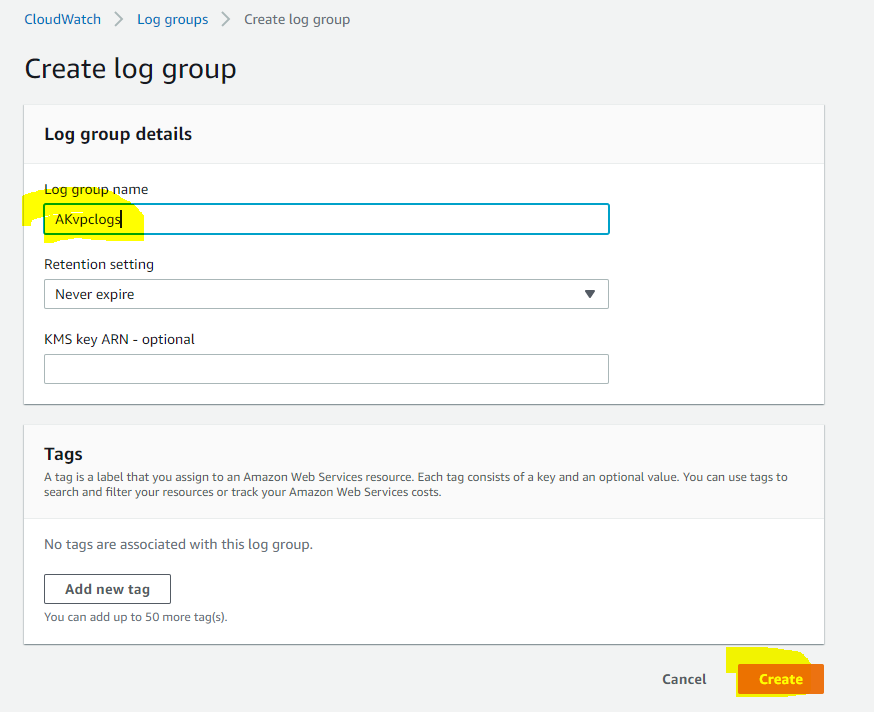 CloudWatch > Log groups > Create log group
Create log group
Log group details
Log group name
AKvpclogs
Retention setting
Never expire
KMS key ARN - optional
Tags
A tag is a label that you assign to an Amazon Web Services resource. Each tag consists of a key and an optional value. You can use tags to
search and filter your resources or track your Amazon Web Services costs.
No tags are associated with this log group.
Add new tag
You can add up to 50 more tag(s).
Cancel Create